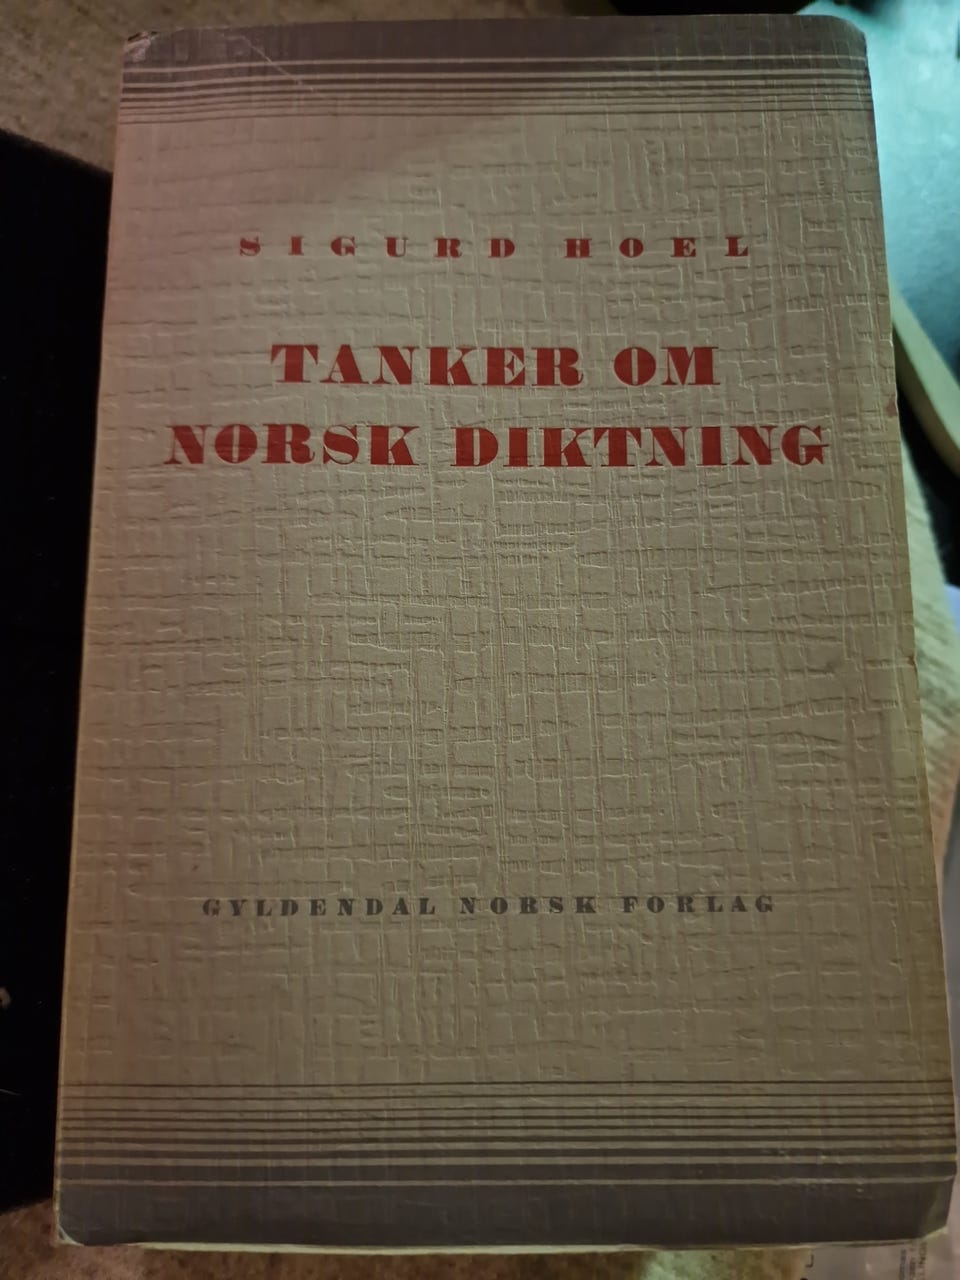 SIGURD HOEL
TANKER OM
NORSK DIKTNING
GYLDENDAL NORSK FORLAG